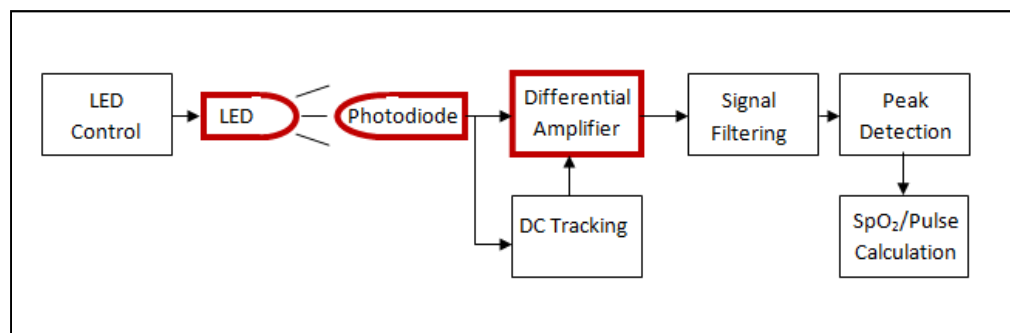 LED
Control
LED
Photodiode
Differential
Amplifier
Signal
Filtering
Peak
Detection
DC Tracking
SpO₂/Pulse
Calculation